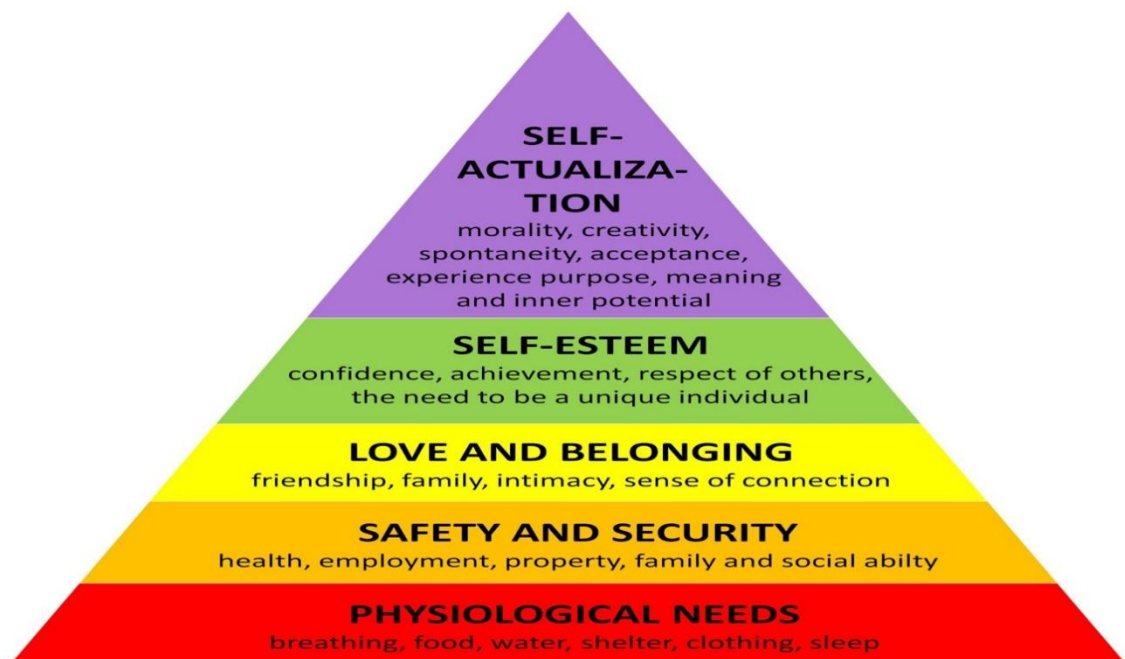 SELF-
ACTUALIZA-
TION
morality, creativity,
spontaneity, acceptance,
experience purpose, meaning
and inner potential
SELF-ESTEEM
confidence, achievement, respect of others,
the need to be a unique individual
LOVE AND BELONGING
friendship, family, intimacy, sense of connection
SAFETY AND SECURITY
health, employment, property, family and social abilty
PHYSIOLOGICAL NEEDS
breathing, food, water, shelter, clothing, sleep